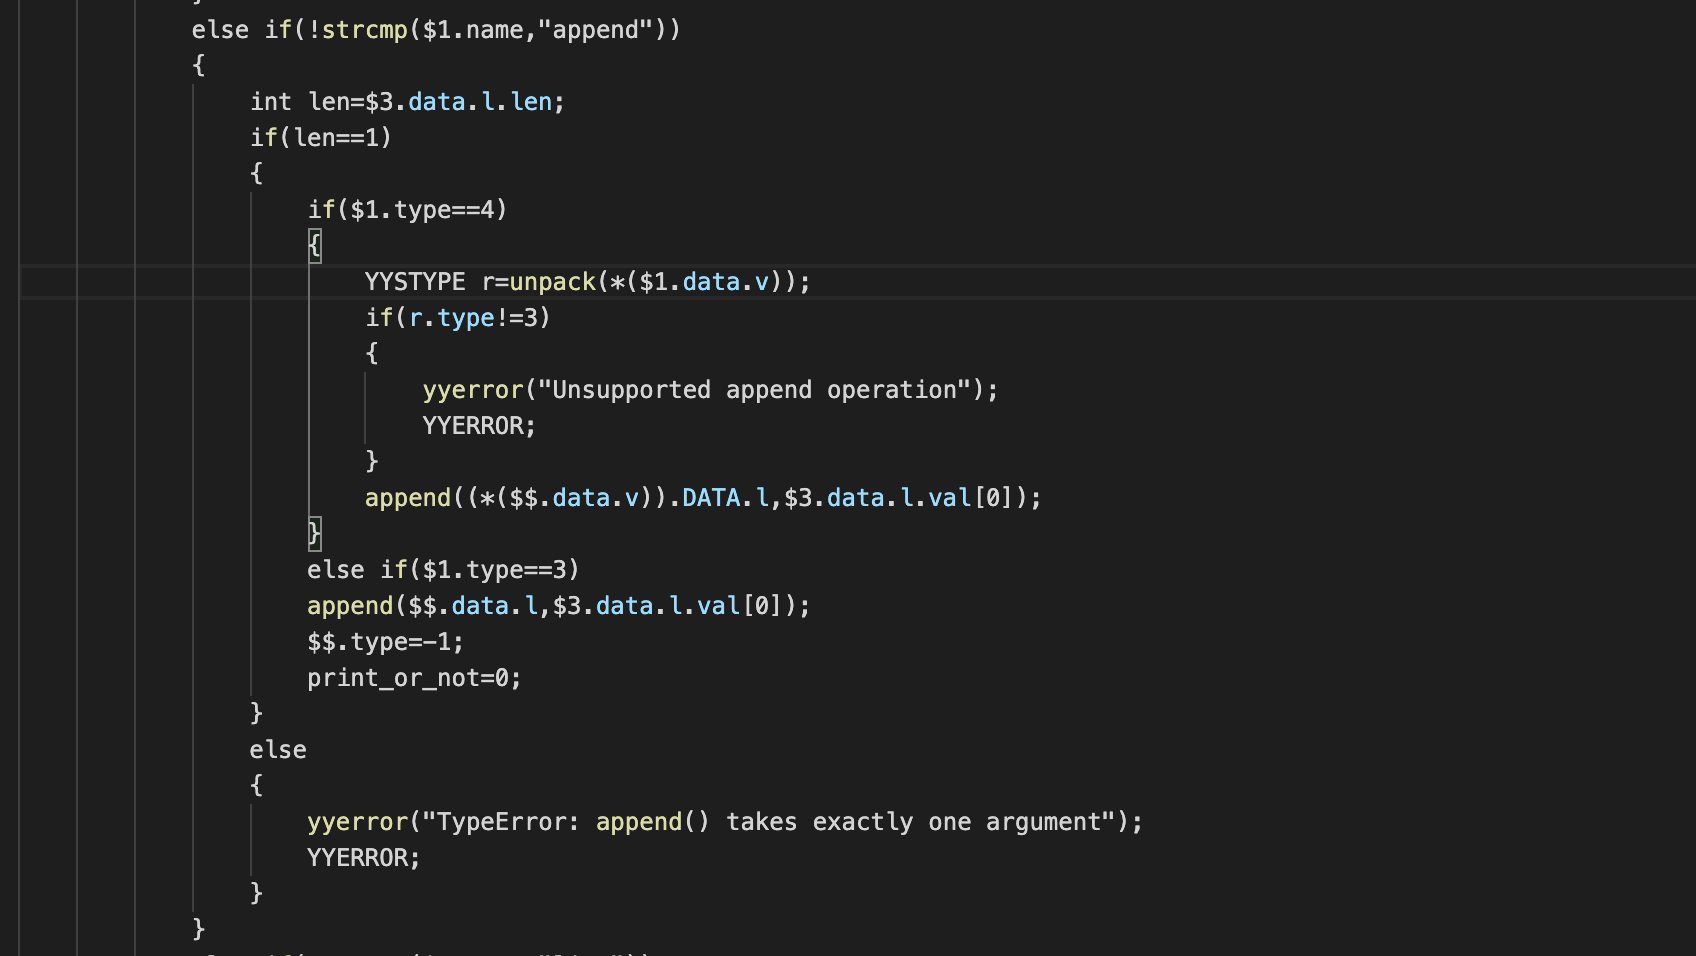 else if(!strcmp($1.name,"append"))
{
int len=$3.data.l.len;
if(len==1)
{
if($1.type==4)
{
YYSTYPE r=unpack(*($1.data.v));
if(r.type!=3)
{
yyerror("Unsupported append operation");
YYERROR;
}
append((*($$.data.v)).DATA.l,$3.data.l.val[0]);
}
else if($1.type==3)
append($$.data.l,$3.data.l.val[0]);
$$.type=-1;
print_or_not=0;
}
else
{
yyerror("TypeError: append() takes exactly one argument");
YYERROR;
}
}